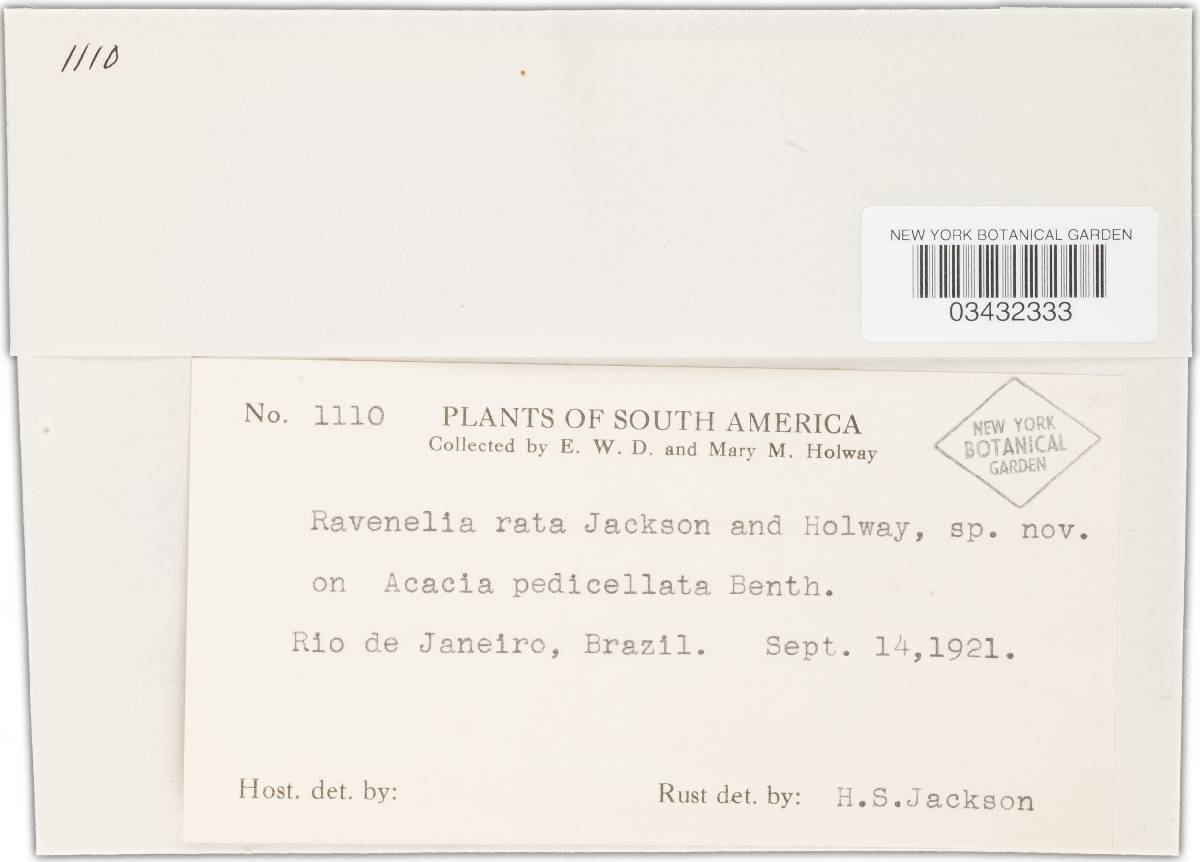 1110
NEW YORK BOTANICAL GARDEN
03432333
No. 1110 PLANTS OF SOUTH AMERICA
Collected by E. W. D. and Mary M. Holway
NEW YORK
BOTANICAL
GARDEN
Ravenelia rata Jackson and Holway, sp. nov.
on Acacia pedicellata Benth.
Rio de Janeiro, Brazil. Sept. 14,1921.
Host. det. by: Rust det. by: H.S.Jackson